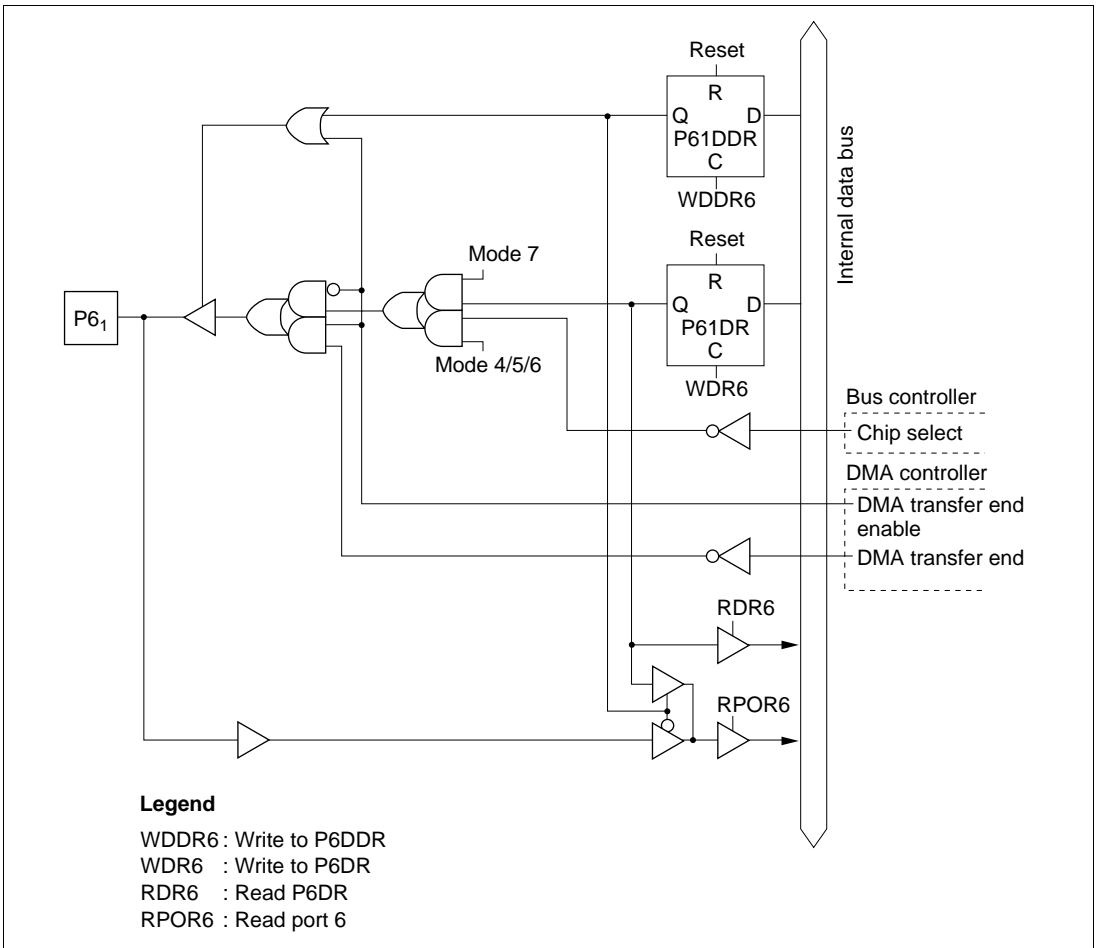 Reset
R
Q D
P61DDR
C
WDDR6
Internal data bus
Mode 7
Reset
R
Q D
P61DR
C
WDR6
P6₁
Mode 4/5/6
Bus controller
Chip select
DMA controller
DMA transfer end
enable
DMA transfer end
RDR6
RPOR6
Legend
WDDR6 : Write to P6DDR
WDR6 : Write to P6DR
RDR6 : Read P6DR
RPOR6 : Read port 6